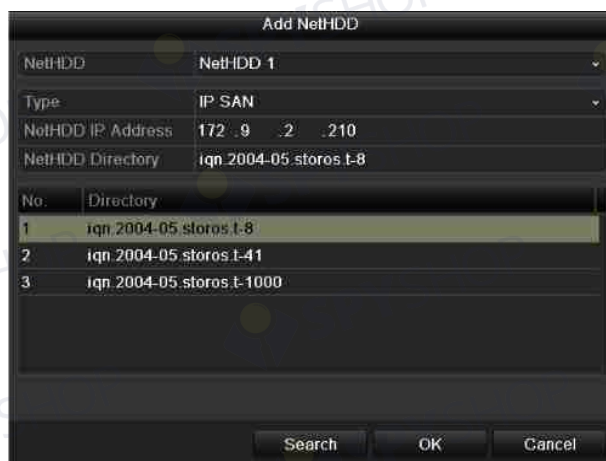 Add NetHDD
NetHDD NetHDD 1
Type IP SAN
NetHDD IP Address 172 .9 .2 .210
NetHDD Directory iqn.2004-05.storos.t-8
No. Directory
1 iqn.2004-05.storos.t-8
2 iqn.2004-05.storos.t-41
3 iqn.2004-05.storos.t-1000
Search OK Cancel